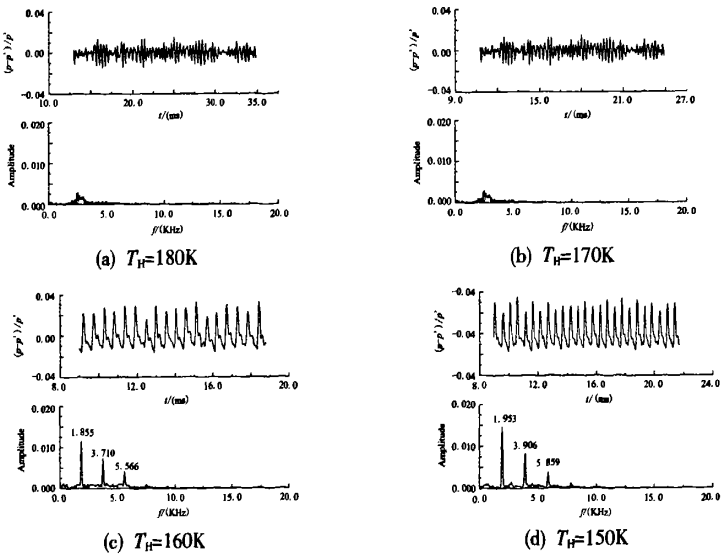 0.04
0.00
−0.04
(p−p')/p'
10.0 20.0 30.0 35.0
t/(ms)
0.020
0.010
0.000
Amplitude
0.0 5.0 10.0 15.0 20.0
f/(KHz)
(a) T_H=180K
0.04
0.00
−0.04
(p−p')/p'
9.0 15.0 21.0 27.0
t/(ms)
0.020
0.010
0.000
Amplitude
0.0 5.0 10.0 15.0 20.0
f/(KHz)
(b) T_H=170K
0.04
0.00
−0.04
(p−p')/p'
8.0 12.0 16.0 20.0
t/(ms)
0.020
0.010
0.000
Amplitude
1.855
3.710
5.566
0.0 5.0 10.0 15.0 20.0
f/(KHz)
(c) T_H=160K
−0.04
−0.04
−0.04
(p−p')/p'
8.0 12.0 16.0 20.0 24.0
t/(ms)
0.020
0.010
0.000
Amplitude
1.953
3.906
5.859
0.0 5.0 10.0 15.0 20.0
f/(KHz)
(d) T_H=150K